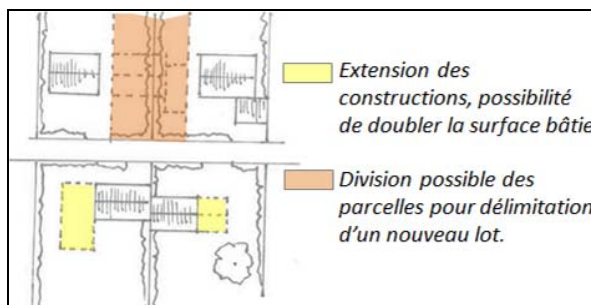 Extension des
constructions, possibilité
de doubler la surface bâtie
Division possible des
parcelles pour délimitation
d'un nouveau lot.